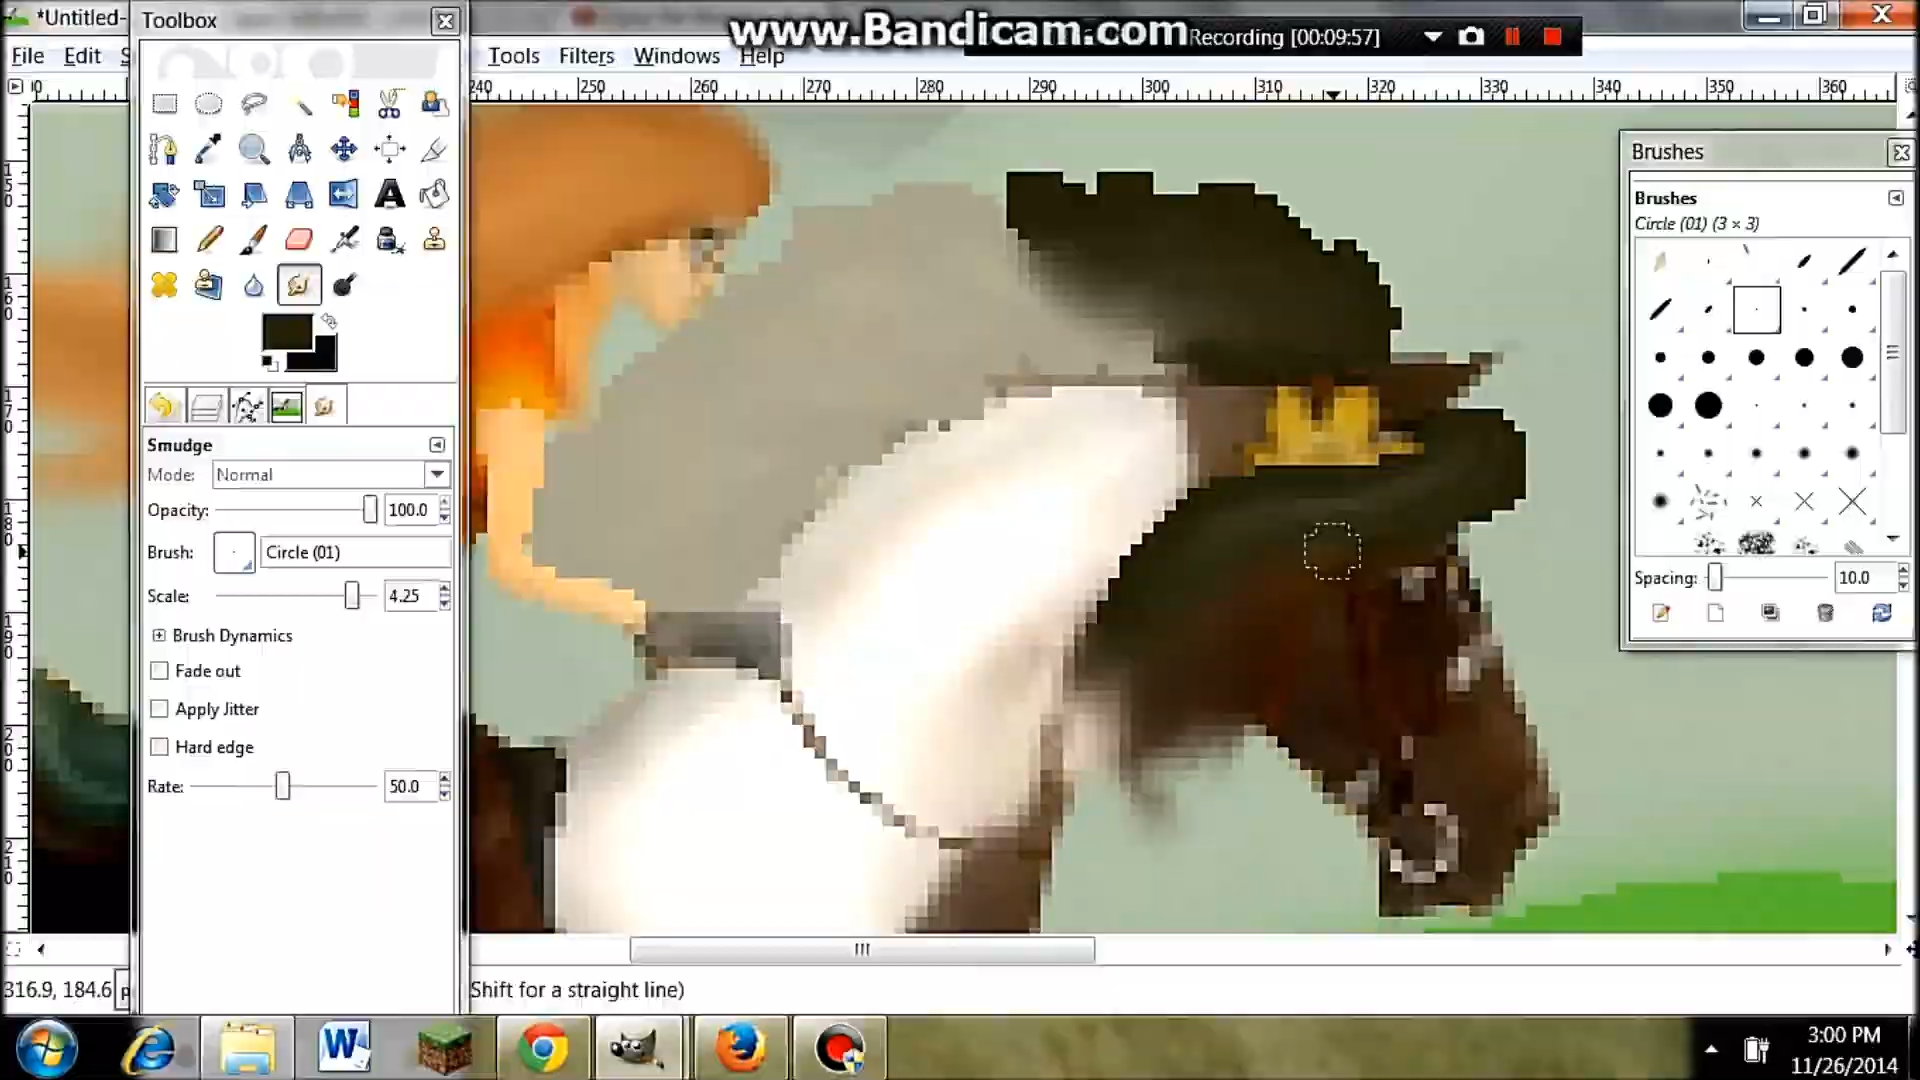 *Untitled-
Toolbox
www.Bandicam.com
Recording [00:09:57]
File Edit S
Tools Filters Windows Help
240 250 260 270 280 290 300 310 320 330 340 350 360
Brushes
Brushes
Circle (01) (3 × 3)
Smudge
Mode: Normal
Opacity: 100.0
Brush: Circle (01)
Scale: 4.25
Spacing: 10.0
Brush Dynamics
Fade out
Apply Jitter
Hard edge
Rate: 50.0
316.9, 184.6 p
Shift for a straight line)
3:00 PM
11/26/2014